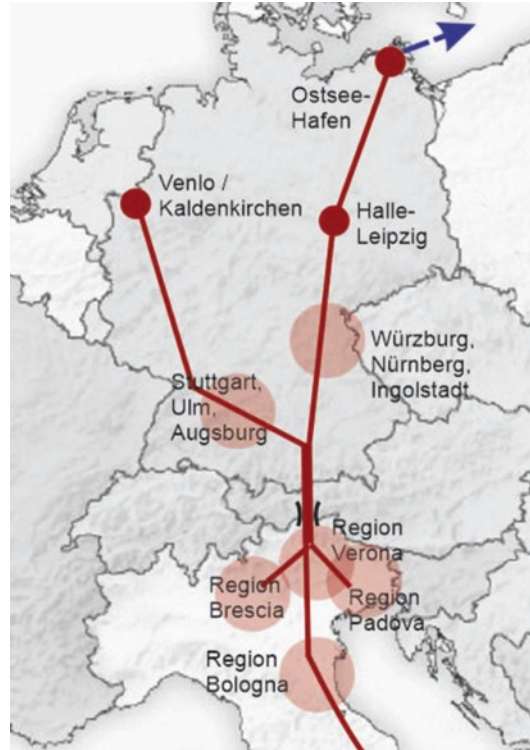 Ostsee-
Hafen
Venlo /
Kaldenkirchen
Halle-
Leipzig
Würzburg,
Nürnberg,
Ingolstadt
Stuttgart,
Ulm,
Augsburg
Region
Verona
Region
Brescia
Region
Padova
Region
Bologna